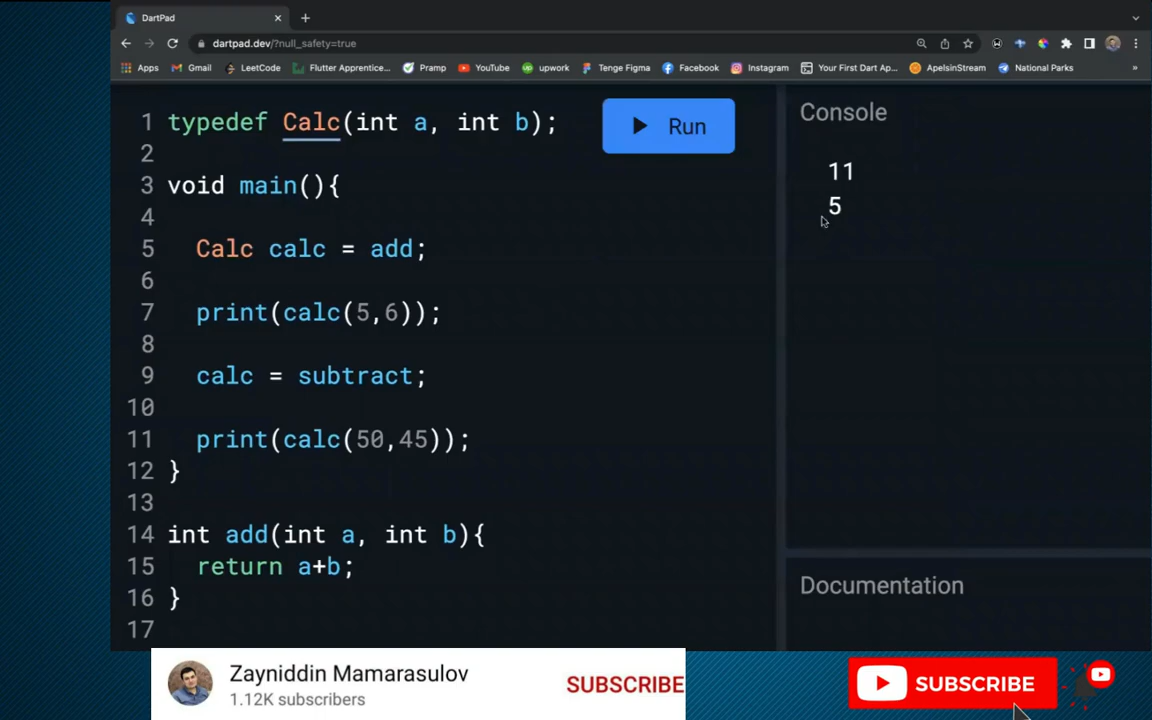 DartPad
dartpad.dev/?null_safety=true
Apps
Gmail
LeetCode
Flutter Apprentice...
Pramp
YouTube
upwork
Tenge Figma
Facebook
Instagram
Your First Dart Ap...
ApelsinStream
National Parks
»
1 typedef Calc(int a, int b);
2
3 void main(){
4
5 Calc calc = add;
6
7 print(calc(5,6));
8
9 calc = subtract;
10
11 print(calc(50,45));
12 }
13
14 int add(int a, int b){
15 return a+b;
16 }
17
Run
Console
11
5
Documentation
Zayniddin Mamarasulov
1.12K subscribers
SUBSCRIBE
SUBSCRIBE